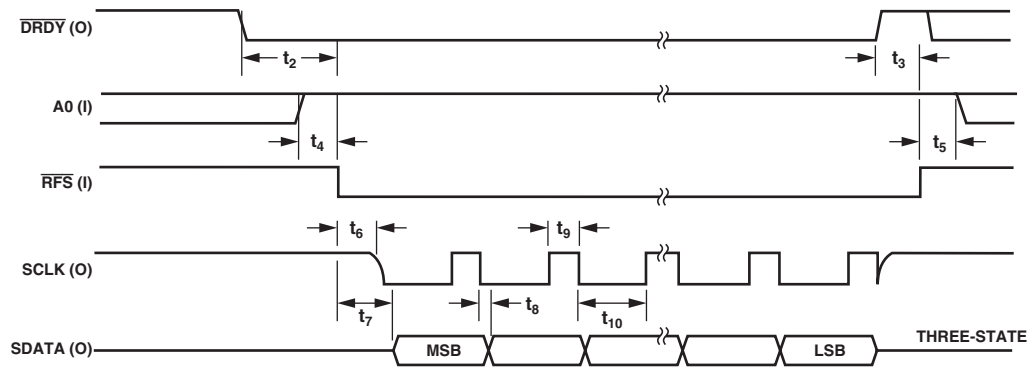 DRDY (O)
t2
t3
A0 (I)
t4
t5
RFS (I)
t6
t9
SCLK (O)
t7
t8
t10
SDATA (O)
MSB
LSB
THREE-STATE